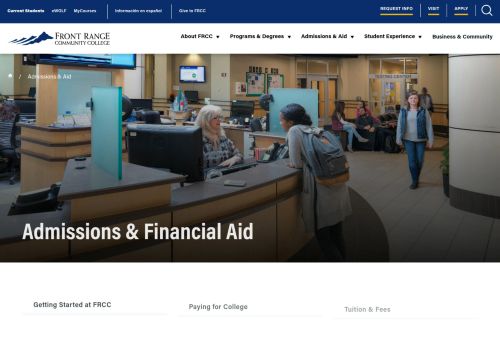 Current Students eWOLF MyCourses Información en español Give to FRCC REQUEST INFO VISIT APPLY
FRONT RANGE
COMMUNITY COLLEGE
About FRCC Programs & Degrees Admissions & Aid Student Experience Business & Community
/ Admissions & Aid
TESTING CENTER
Admissions & Financial Aid
Getting Started at FRCC
Paying for College
Tuition & Fees